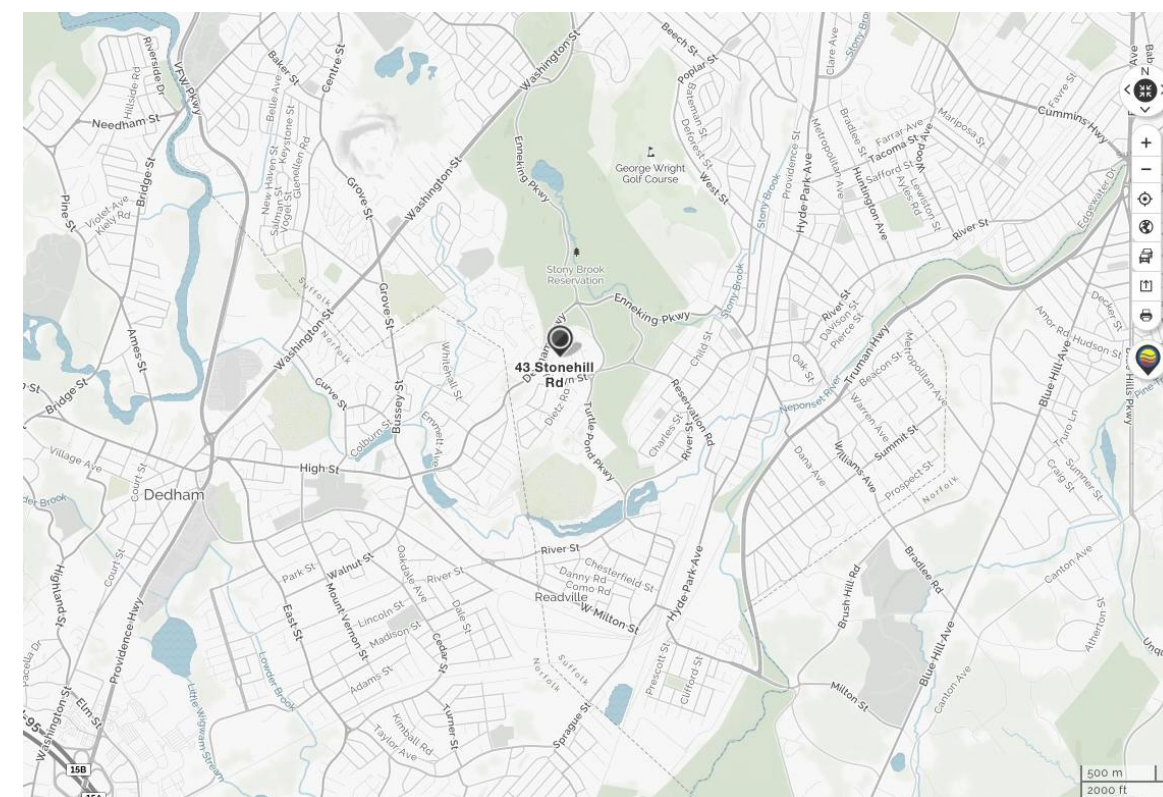 Riverside Dr
Hillside Rd
VFW Pkwy
Needham St
Bridge St
Pine St
Violet Ave
Kiely Rd
Ames St
Bridge St
Baker St
Belle Ave
Centre St
New Haven St
Keystone St
Salman St
Vogel St
Glenellen Rd
Grove St
Washington St
Washington St
Enneking Pkwy
Beech St
Poplar St
Bateman St
Deforest St
West St
George Wright
Golf Course
Stony Brook
Clare Ave
Providence St
Hyde Park Ave
Metropolitan Ave
Huntington Ave
Bradlee St
Farrar Ave
Tacoma St
Safford St
Wood Ave
Ayles Rd
Lewiston St
Mariposa St
Favre St
Cummins Hwy
Edgewater Dr
River St
N
Stony Brook
Reservation
Enneking Pkwy
Stony Brook
Suffolk
Norfolk
Grove St
Washington St
Whitehall St
43 Stonehill
Rd
Dietz Rd
Turtle Pond Pkwy
Child St
Reservation Rd
Charles St
River St
Oak St
River St
Davison St
Pierce St
Truman Hwy
Neponset River
Beacon St
Metropolitan Ave
Warren Ave
Summit St
Williams Ave
Dana Ave
Prospect St
Norfolk
Amor Rd
Hudson St
Decker St
Blue Hill Ave
Blue Hills Pkwy
Truro Ln
Sumner St
Craig St
Curve St
Bussey St
Colburn St
Emmett Ave
High St
Village Ave
Court St
Dedham
Court St
Highland St
Providence Hwy
Washington St
Elm St
15B
Little Wigwam Stream
Lowder Brook
Park St
Walnut St
East St
Mount Vernon St
Oakdale Ave
River St
Lincoln St
Madison St
Dale St
Cedar St
Adams St
Kimball Rd
Taylor Ave
Turner St
River St
Chesterfield St
Danny Rd
Como Rd
Readville
W Milton St
Hyde Park Ave
Suffolk
Norfolk
Sprague St
Prescott St
Clifford St
Milton St
Brush Hill Rd
Bradlee Rd
Blue Hill Ave
Canton Ave
Canton Ave
Atherton St
500 m
2000 ft